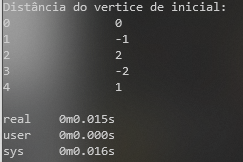 Distância do vertice de inicial:
0 0
1 -1
2 2
3 -2
4 1
real 0m0.015s
user 0m0.000s
sys 0m0.016s